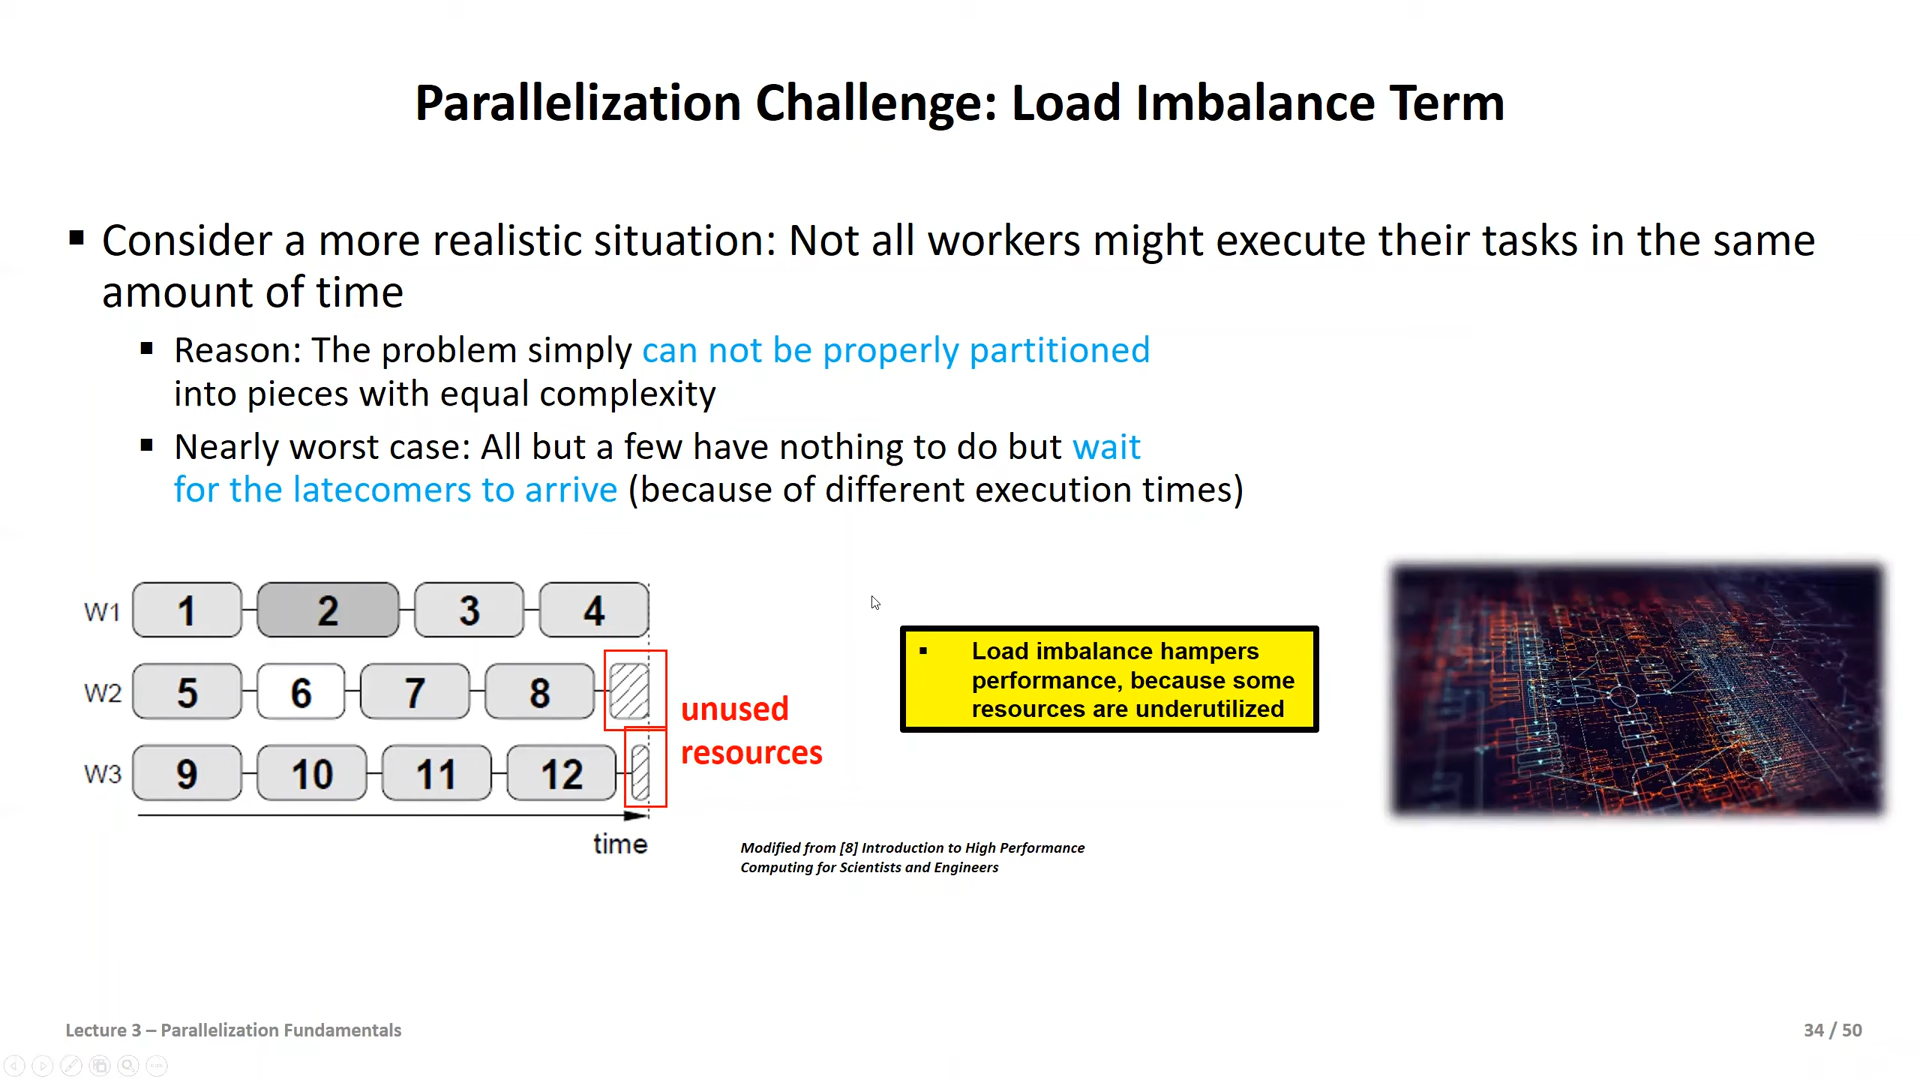 Parallelization Challenge: Load Imbalance Term
▪ Consider a more realistic situation: Not all workers might execute their tasks in the same
amount of time
▪ Reason: The problem simply can not be properly partitioned
into pieces with equal complexity
▪ Nearly worst case: All but a few have nothing to do but wait
for the latecomers to arrive (because of different execution times)
W1 1 2 3 4
W2 5 6 7 8
W3 9 10 11 12
time
unused
resources
▪ Load imbalance hampers
performance, because some
resources are underutilized
Modified from [8] Introduction to High Performance
Computing for Scientists and Engineers
Lecture 3 – Parallelization Fundamentals
34 / 50